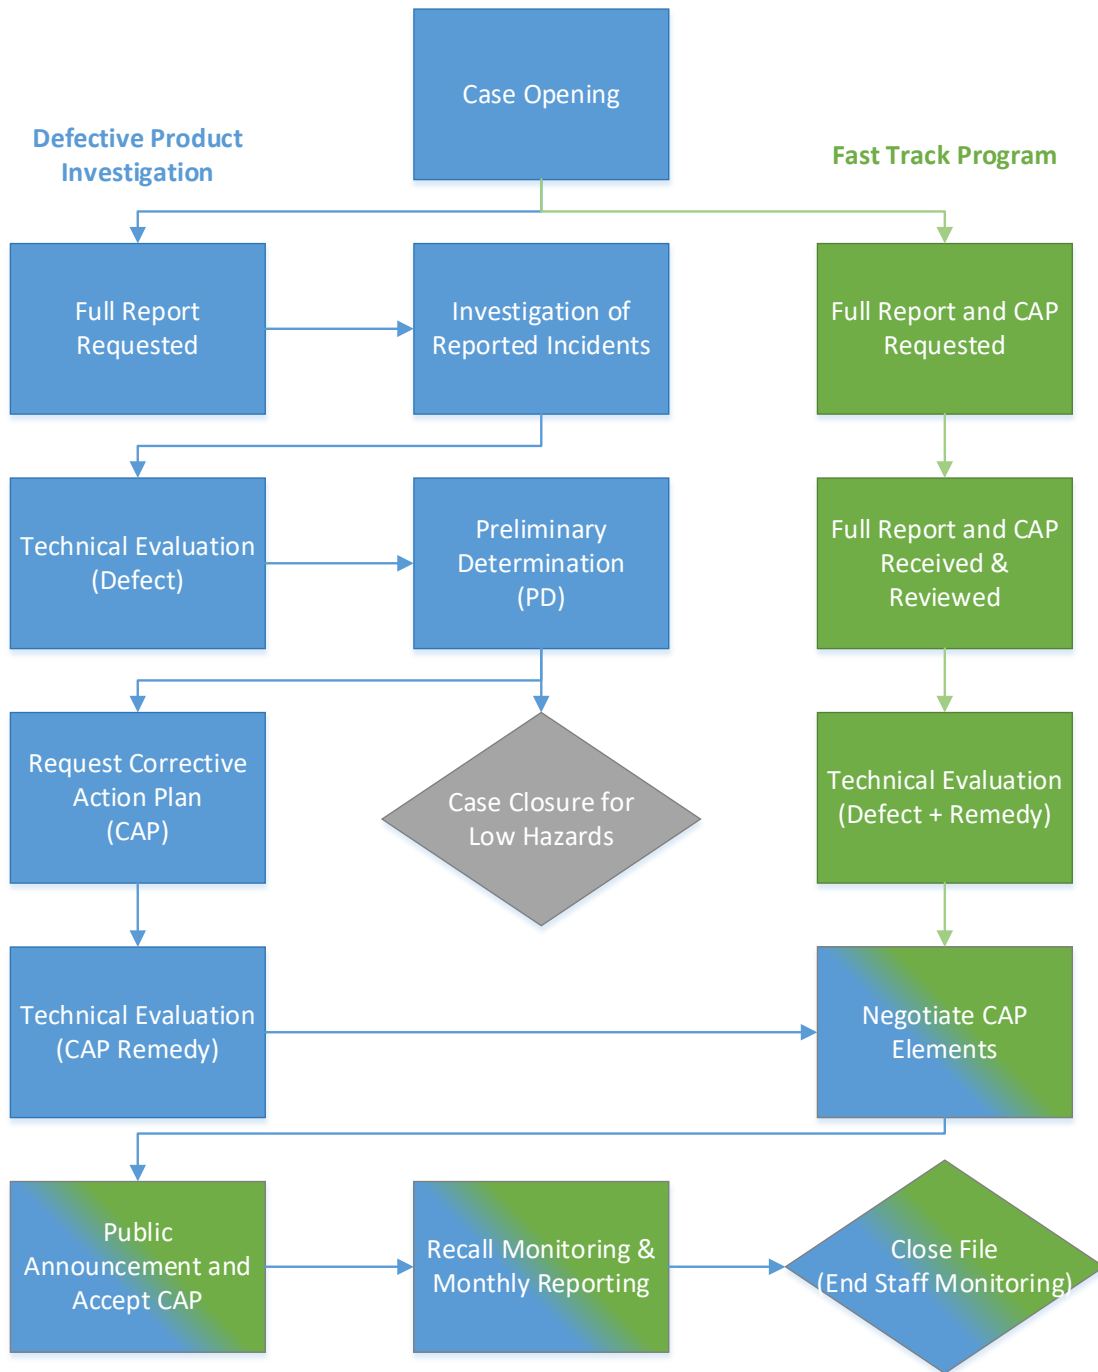 Case Opening
Defective Product
Investigation
Fast Track Program
Full Report
Requested
Investigation of
Reported Incidents
Full Report and CAP
Requested
Technical Evaluation
(Defect)
Preliminary
Determination
(PD)
Full Report and CAP
Received &
Reviewed
Request Corrective
Action Plan
(CAP)
Case Closure for
Low Hazards
Technical Evaluation
(Defect + Remedy)
Technical Evaluation
(CAP Remedy)
Negotiate CAP
Elements
Public
Announcement and
Accept CAP
Recall Monitoring &
Monthly Reporting
Close File
(End Staff Monitoring)